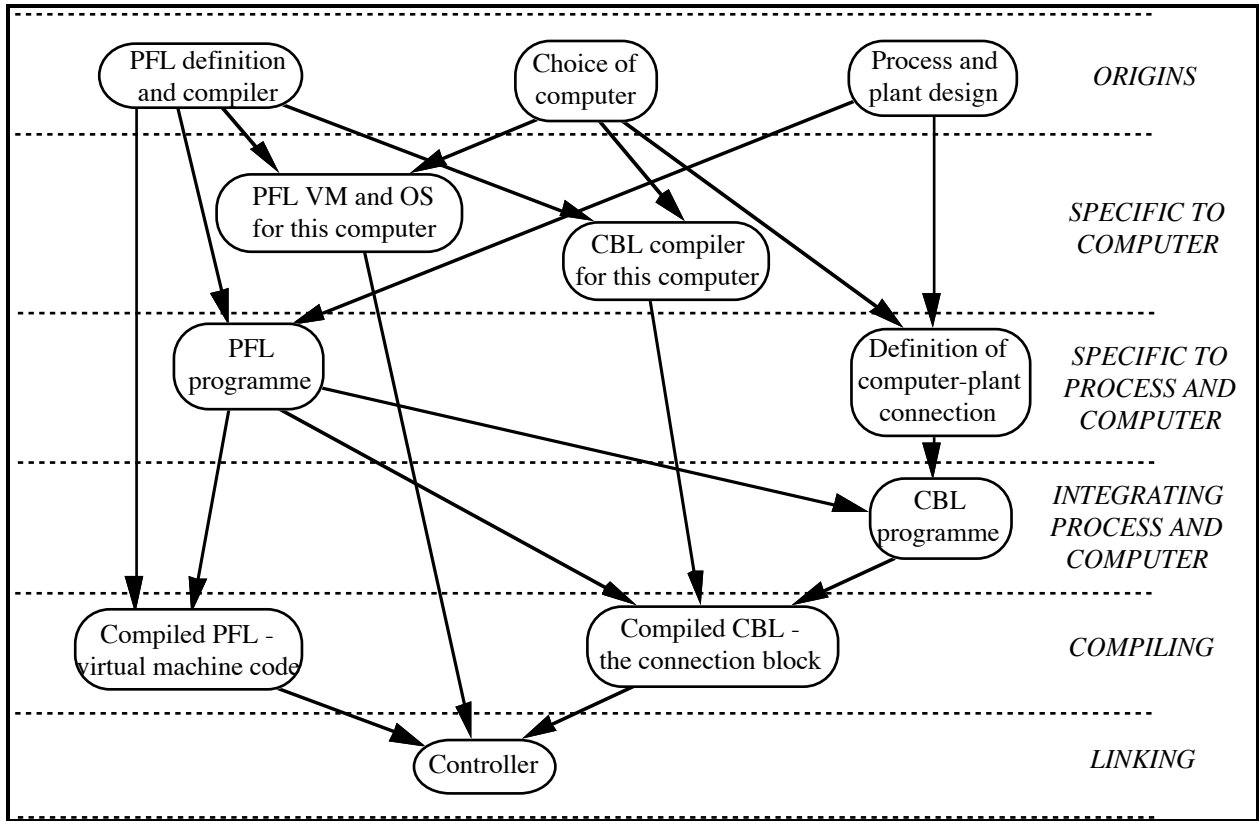 PFL definition
and compiler
Choice of
computer
Process and
plant design
ORIGINS
PFL VM and OS
for this computer
CBL compiler
for this computer
SPECIFIC TO
COMPUTER
PFL
programme
Definition of
computer-plant
connection
SPECIFIC TO
PROCESS AND
COMPUTER
CBL
programme
INTEGRATING
PROCESS AND
COMPUTER
Compiled PFL -
virtual machine code
Compiled CBL -
the connection block
COMPILING
Controller
LINKING